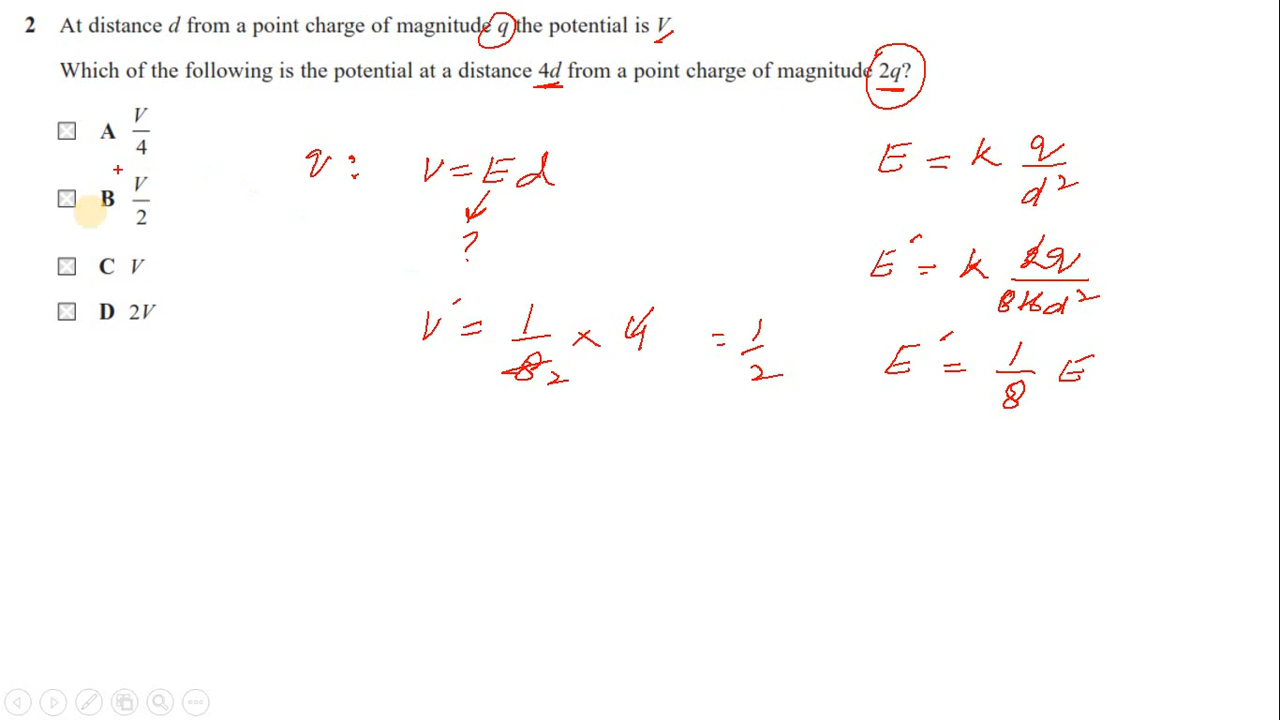 2 At distance d from a point charge of magnitude q the potential is V.
Which of the following is the potential at a distance 4d from a point charge of magnitude 2q?
A V/4
B V/2
C V
D 2V
q : V = E d
?
V' = 1/8 2 × 4 = 1/2
E = k q/d²
E' = k 2q/8 16d²
E' = 1/8 E